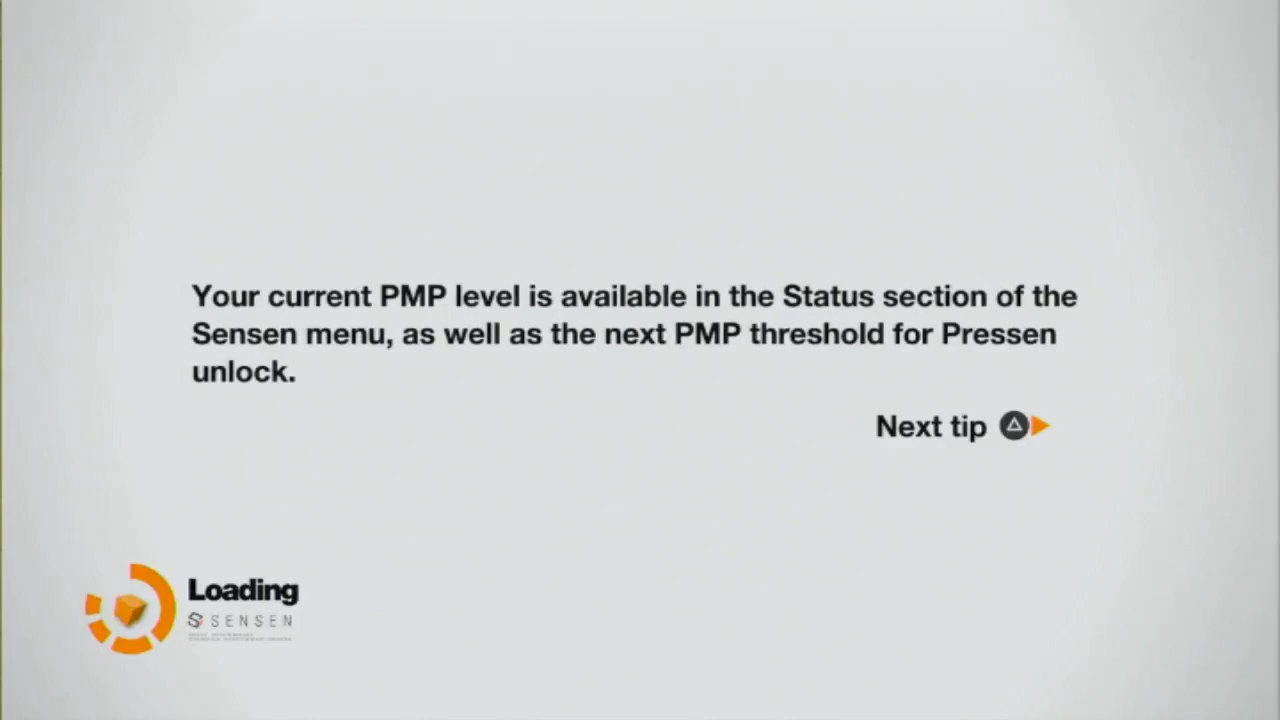 Your current PMP level is available in the Status section of the
Sensen menu, as well as the next PMP threshold for Pressen
unlock.
Next tip
Loading
SENSEN